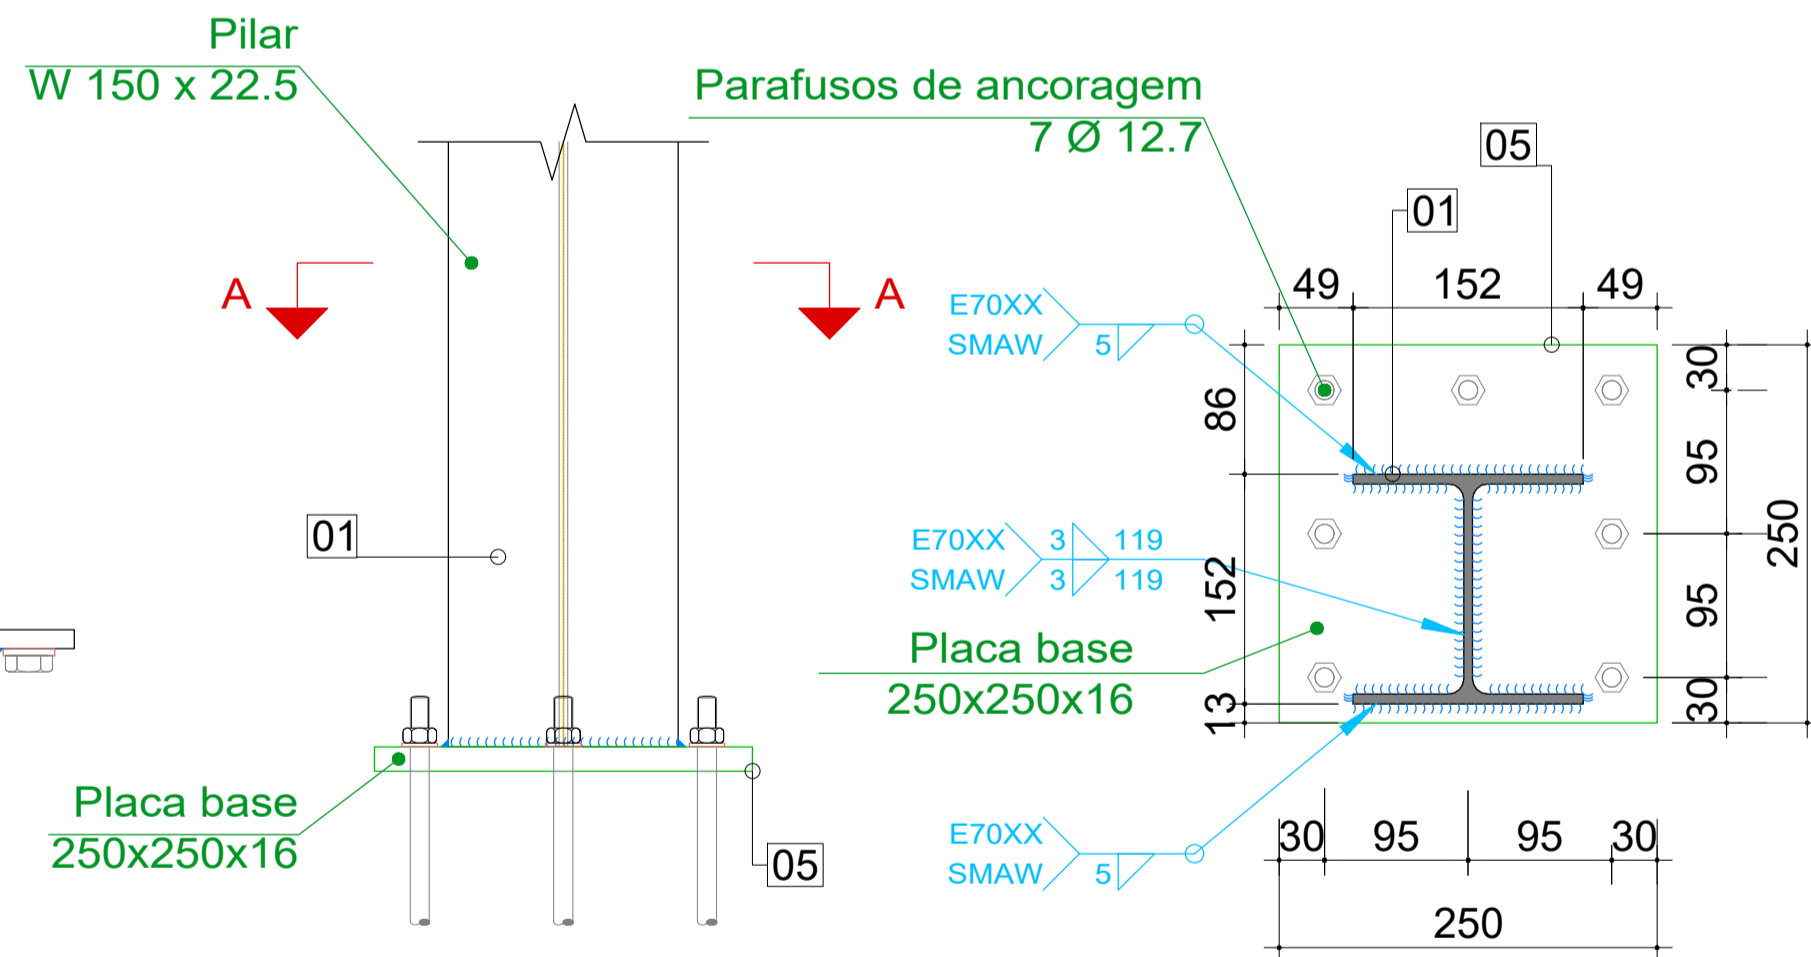 Pilar
W 150 x 22.5
Parafusos de ancoragem
7 Ø 12.7
05
01
A
A
E70XX
SMAW
5
49
152
49
86
30
95
250
01
E70XX
SMAW
3
3
119
119
152
95
Placa base
250x250x16
13
30
Placa base
250x250x16
05
E70XX
SMAW
5
30
95
95
30
250